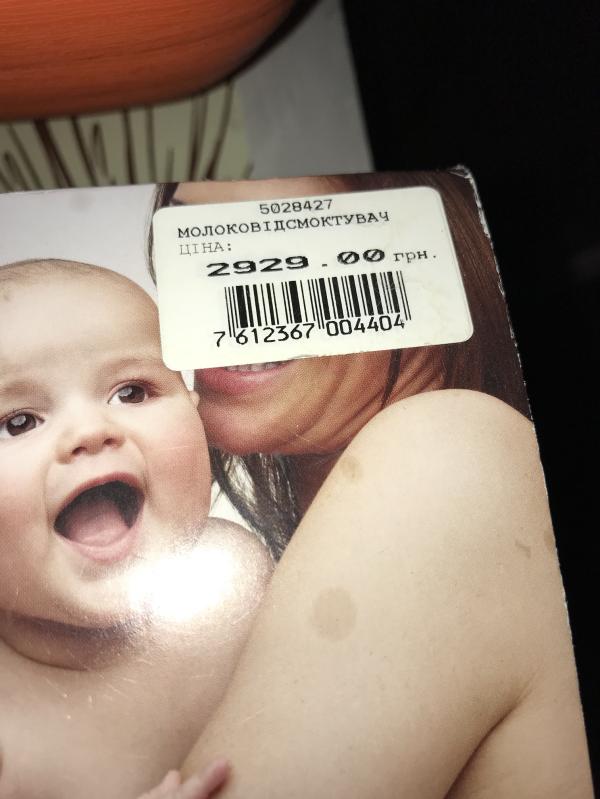 5028427
МОЛОКОВІДСМОКТУВАЧ
ЦІНА:
2929.00 грн.
7 612367 004404